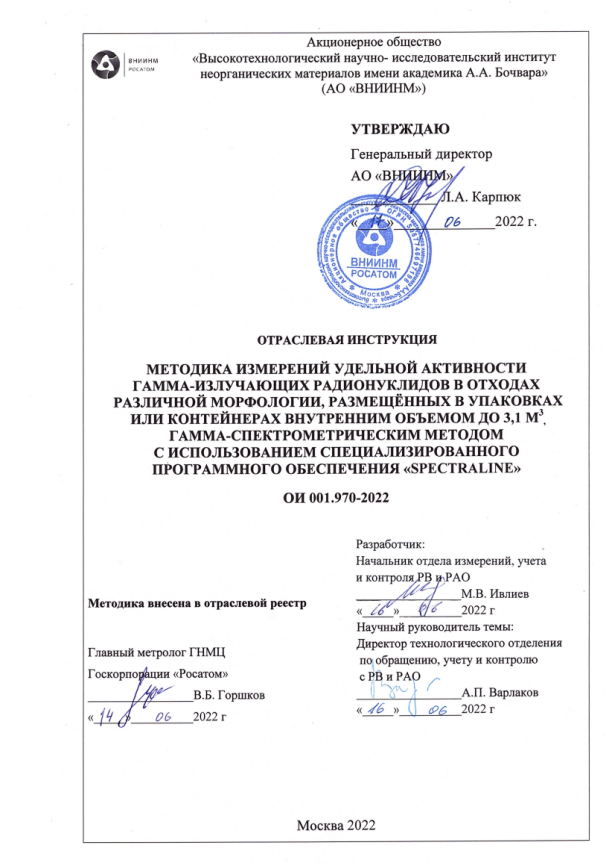 ВНИИНМ
РОСАТОМ
Акционерное общество
«Высокотехнологический научно- исследовательский институт
неорганических материалов имени академика А.А. Бочвара»
(АО «ВНИИНМ»)
УТВЕРЖДАЮ
Генеральный директор
АО «ВНИИНМ»
Л.А. Карпюк
« » 06 2022 г.
ВНИИНМ
РОСАТОМ
Москва
ОТРАСЛЕВАЯ ИНСТРУКЦИЯ
МЕТОДИКА ИЗМЕРЕНИЙ УДЕЛЬНОЙ АКТИВНОСТИ
ГАММА-ИЗЛУЧАЮЩИХ РАДИОНУКЛИДОВ В ОТХОДАХ
РАЗЛИЧНОЙ МОРФОЛОГИИ, РАЗМЕЩЁННЫХ В УПАКОВКАХ
ИЛИ КОНТЕЙНЕРАХ ВНУТРЕННИМ ОБЪЕМОМ ДО 3,1 М³,
ГАММА-СПЕКТРОМЕТРИЧЕСКИМ МЕТОДОМ
С ИСПОЛЬЗОВАНИЕМ СПЕЦИАЛИЗИРОВАННОГО
ПРОГРАММНОГО ОБЕСПЕЧЕНИЯ «SPECTRALINE»
ОИ 001.970-2022
Разработчик:
Начальник отдела измерений, учета
и контроля РВ и РАО
М.В. Ивлиев
«16» 06 2022 г
Методика внесена в отраслевой реестр
Главный метролог ГНМЦ
Госкорпорации «Росатом»
В.Б. Горшков
«14» 06 2022 г
Научный руководитель темы:
Директор технологического отделения
по обращению, учету и контролю
с РВ и РАО
А.П. Варлаков
«16» 06 2022 г
Москва 2022